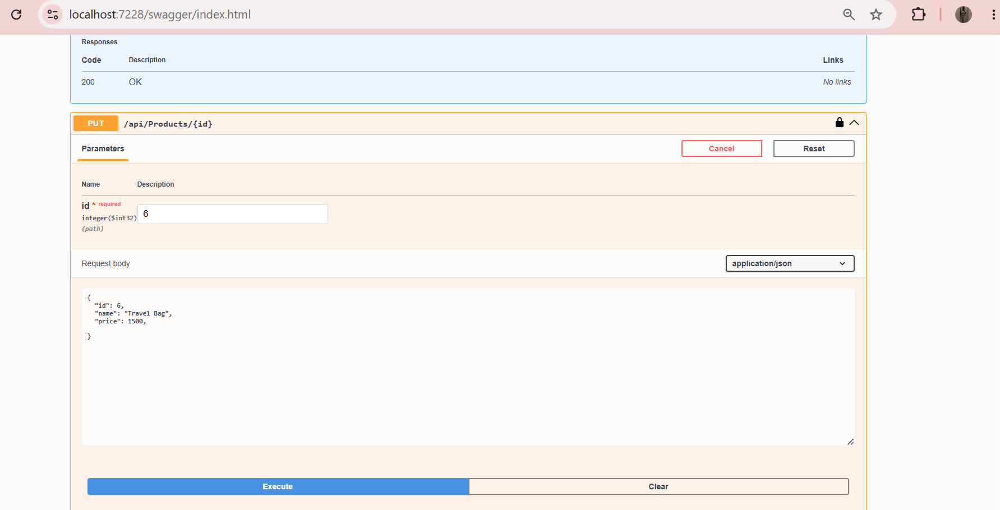 localhost:7228/swagger/index.html
Responses
Code Description Links
200 OK No links
PUT /api/Products/{id}
Parameters Cancel Reset
Name Description
id * required
integer($int32)
(path)
6
Request body application/json
{
"id": 6,
"name": "Travel Bag",
"price": 1500,
}
Execute Clear